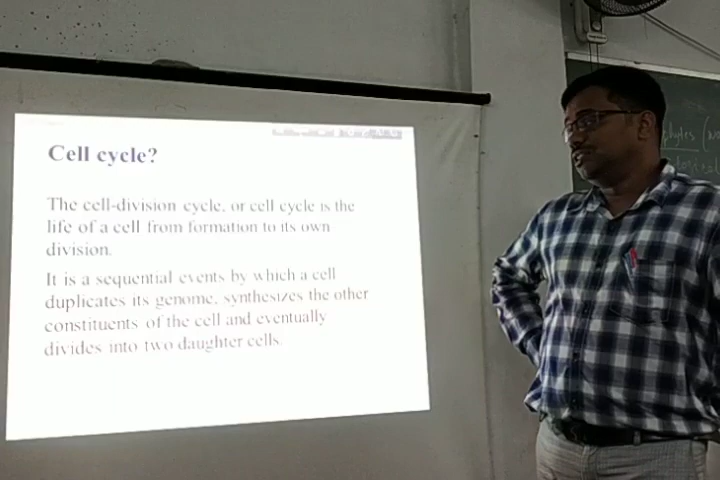 Cell cycle?
The cell-division cycle, or cell cycle is the
life of a cell from formation to its own
division.
It is a sequential events by which a cell
duplicates its genome, synthesizes the other
constituents of the cell and eventually
divides into two daughter cells.